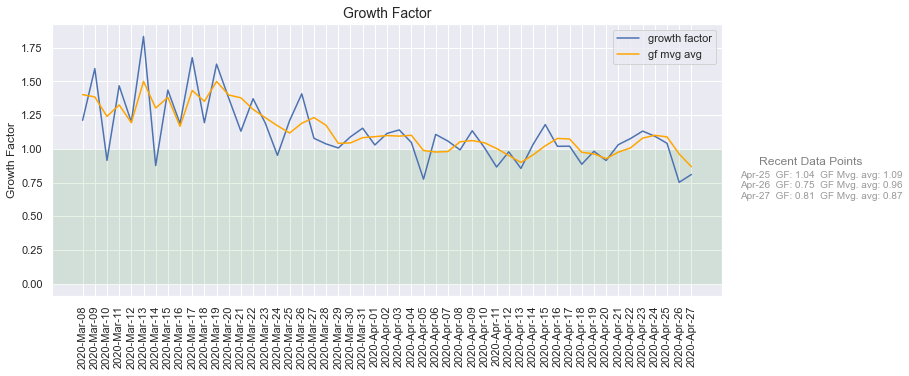 Growth Factor
growth factor
gf mvg avg
Growth Factor
1.75
1.50
1.25
1.00
0.75
0.50
0.25
0.00
2020-Mar-08
2020-Mar-09
2020-Mar-10
2020-Mar-11
2020-Mar-12
2020-Mar-13
2020-Mar-14
2020-Mar-15
2020-Mar-16
2020-Mar-17
2020-Mar-18
2020-Mar-19
2020-Mar-20
2020-Mar-21
2020-Mar-22
2020-Mar-23
2020-Mar-24
2020-Mar-25
2020-Mar-26
2020-Mar-27
2020-Mar-28
2020-Mar-29
2020-Mar-30
2020-Mar-31
2020-Apr-01
2020-Apr-02
2020-Apr-03
2020-Apr-04
2020-Apr-05
2020-Apr-06
2020-Apr-07
2020-Apr-08
2020-Apr-09
2020-Apr-10
2020-Apr-11
2020-Apr-12
2020-Apr-13
2020-Apr-14
2020-Apr-15
2020-Apr-16
2020-Apr-17
2020-Apr-18
2020-Apr-19
2020-Apr-20
2020-Apr-21
2020-Apr-22
2020-Apr-23
2020-Apr-24
2020-Apr-25
2020-Apr-26
2020-Apr-27
Recent Data Points
Apr-25 GF: 1.04 GF Mvg. avg: 1.09
Apr-26 GF: 0.75 GF Mvg. avg: 0.96
Apr-27 GF: 0.81 GF Mvg. avg: 0.87